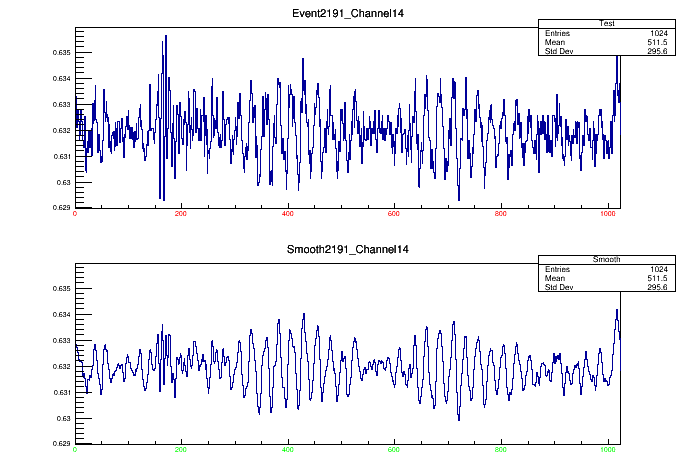 Event2191_Channel14
Test
Entries 1024
Mean 511.5
Std Dev 295.6
0.635
0.634
0.633
0.632
0.631
0.63
0.629
0 200 400 600 800 1000
Smooth2191_Channel14
Smooth
Entries 1024
Mean 511.5
Std Dev 295.6
0.635
0.634
0.633
0.632
0.631
0.63
0.629
0 200 400 600 800 1000